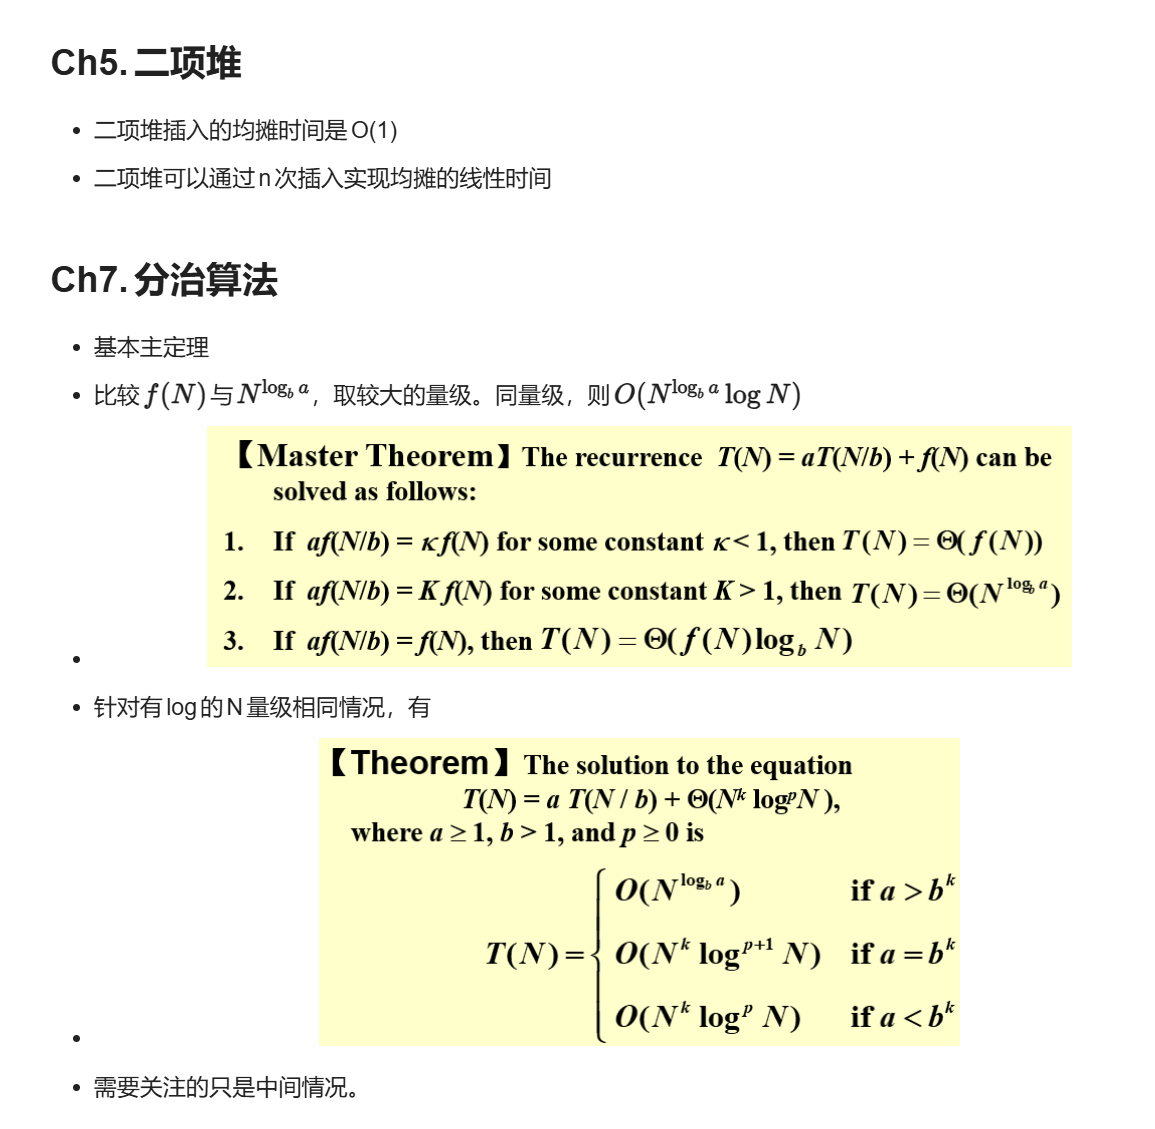 Ch5. 二项堆
• 二项堆插入的均摊时间是 O(1)
• 二项堆可以通过 n 次插入实现均摊的线性时间
Ch7. 分治算法
• 基本主定理
• 比较 f(N) 与 N^{log_b a}，取较大的量级。同量级，则 O(N^{log_b a} log N)
【Master Theorem】The recurrence T(N) = aT(N/b) + f(N) can be
solved as follows:
1. If af(N/b) = κf(N) for some constant κ < 1, then T(N) = Θ(f(N))
2. If af(N/b) = K f(N) for some constant K > 1, then T(N) = Θ(N^{log_b a})
3. If af(N/b) = f(N), then T(N) = Θ(f(N) log_b N)
•
• 针对有 log 的 N 量级相同情况，有
【Theorem】The solution to the equation
T(N) = a T(N / b) + Θ(N^k log^p N ),
where a ≥ 1, b > 1, and p ≥ 0 is
O(N^{log_b a}) if a > b^k
T(N) = { O(N^k log^{p+1} N) if a = b^k
O(N^k log^p N) if a < b^k
•
• 需要关注的只是中间情况。